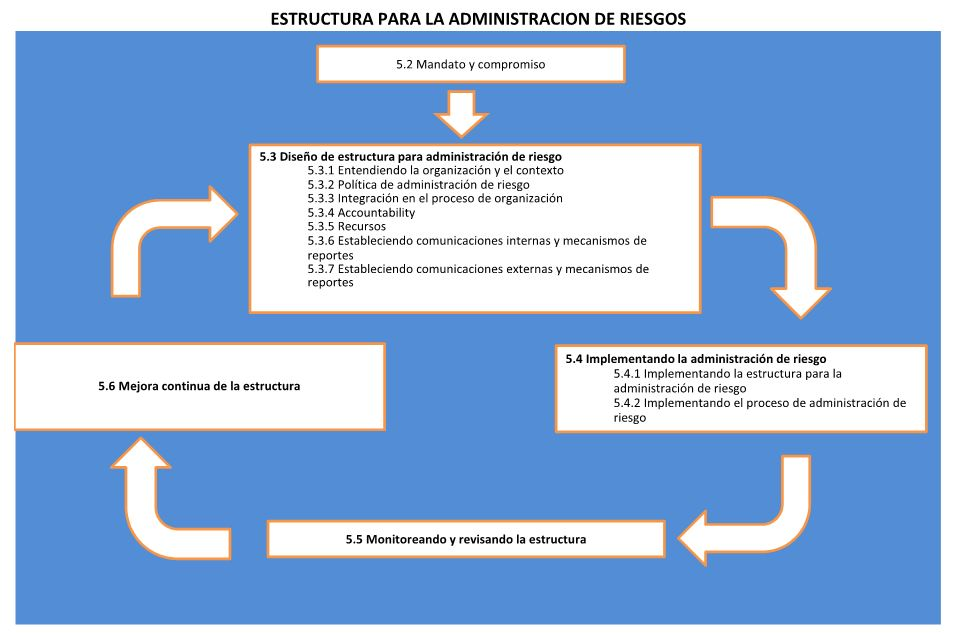 ESTRUCTURA PARA LA ADMINISTRACION DE RIESGOS
5.2 Mandato y compromiso
5.3 Diseño de estructura para administración de riesgo
5.3.1 Entendiendo la organización y el contexto
5.3.2 Política de administración de riesgo
5.3.3 Integración en el proceso de organización
5.3.4 Accountability
5.3.5 Recursos
5.3.6 Estableciendo comunicaciones internas y mecanismos de
reportes
5.3.7 Estableciendo comunicaciones externas y mecanismos de
reportes
5.4 Implementando la administración de riesgo
5.4.1 Implementando la estructura para la
administración de riesgo
5.4.2 Implementando el proceso de administración de
riesgo
5.6 Mejora continua de la estructura
5.5 Monitoreando y revisando la estructura